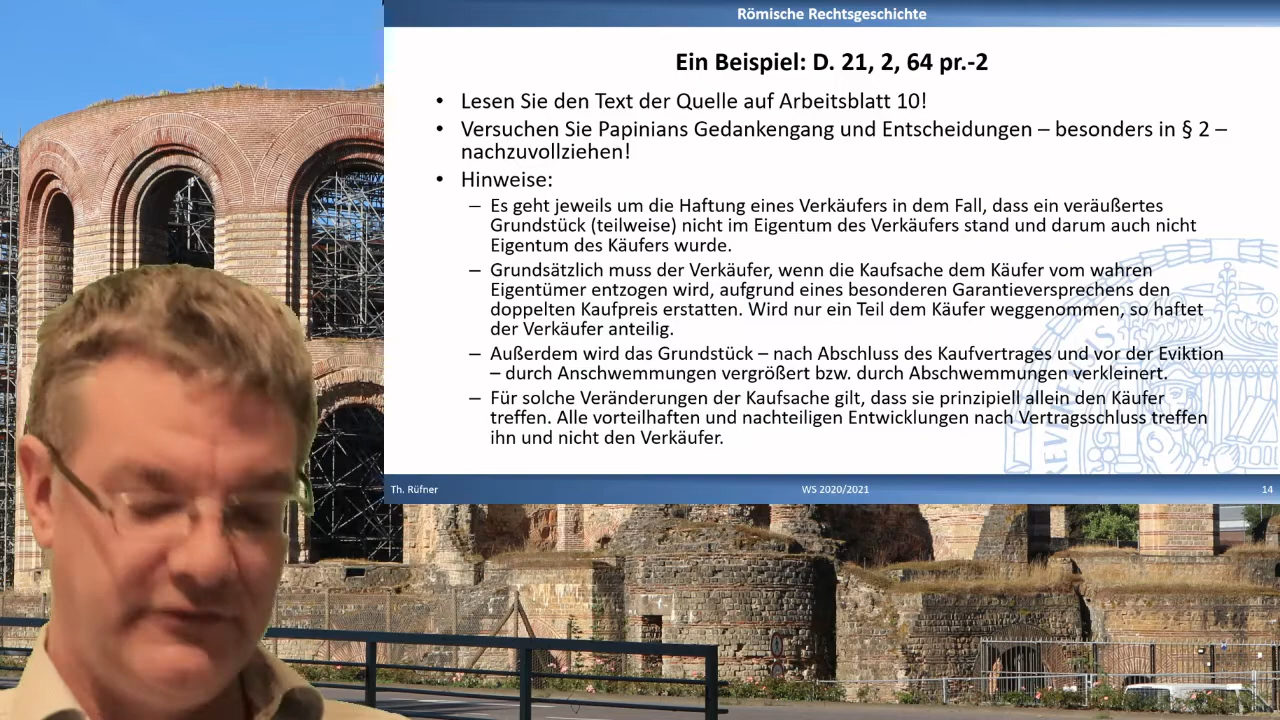 Römische Rechtsgeschichte
Ein Beispiel: D. 21, 2, 64 pr.-2
• Lesen Sie den Text der Quelle auf Arbeitsblatt 10!
• Versuchen Sie Papinians Gedankengang und Entscheidungen – besonders in § 2 –
nachzuvollziehen!
• Hinweise:
– Es geht jeweils um die Haftung eines Verkäufers in dem Fall, dass ein veräußertes
Grundstück (teilweise) nicht im Eigentum des Verkäufers stand und darum auch nicht
Eigentum des Käufers wurde.
– Grundsätzlich muss der Verkäufer, wenn die Kaufsache dem Käufer vom wahren
Eigentümer entzogen wird, aufgrund eines besonderen Garantieversprechens den
doppelten Kaufpreis erstatten. Wird nur ein Teil dem Käufer weggenommen, so haftet
der Verkäufer anteilig.
– Außerdem wird das Grundstück – nach Abschluss des Kaufvertrages und vor der Eviktion
– durch Anschwemmungen vergrößert bzw. durch Abschwemmungen verkleinert.
– Für solche Veränderungen der Kaufsache gilt, dass sie prinzipiell allein den Käufer
treffen. Alle vorteilhaften und nachteiligen Entwicklungen nach Vertragsschluss treffen
ihn und nicht den Verkäufer.
Th. Rüfner
WS 2020/2021
14